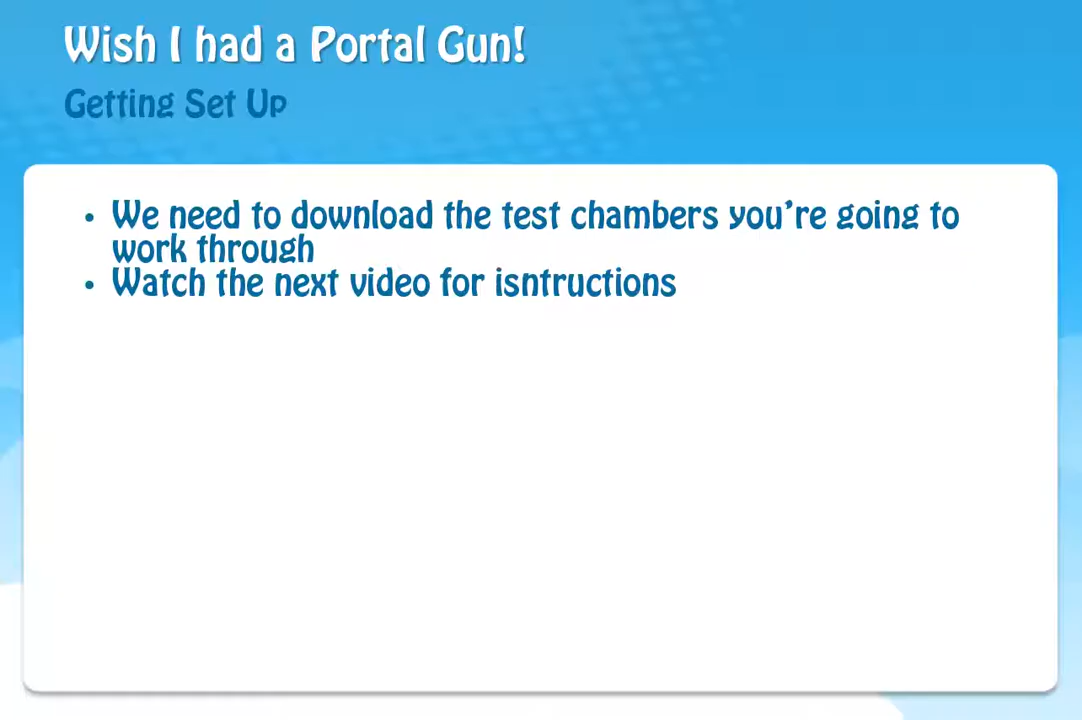 Wish I had a Portal Gun!
Getting Set Up
• We need to download the test chambers you’re going to
work through
• Watch the next video for isntructions